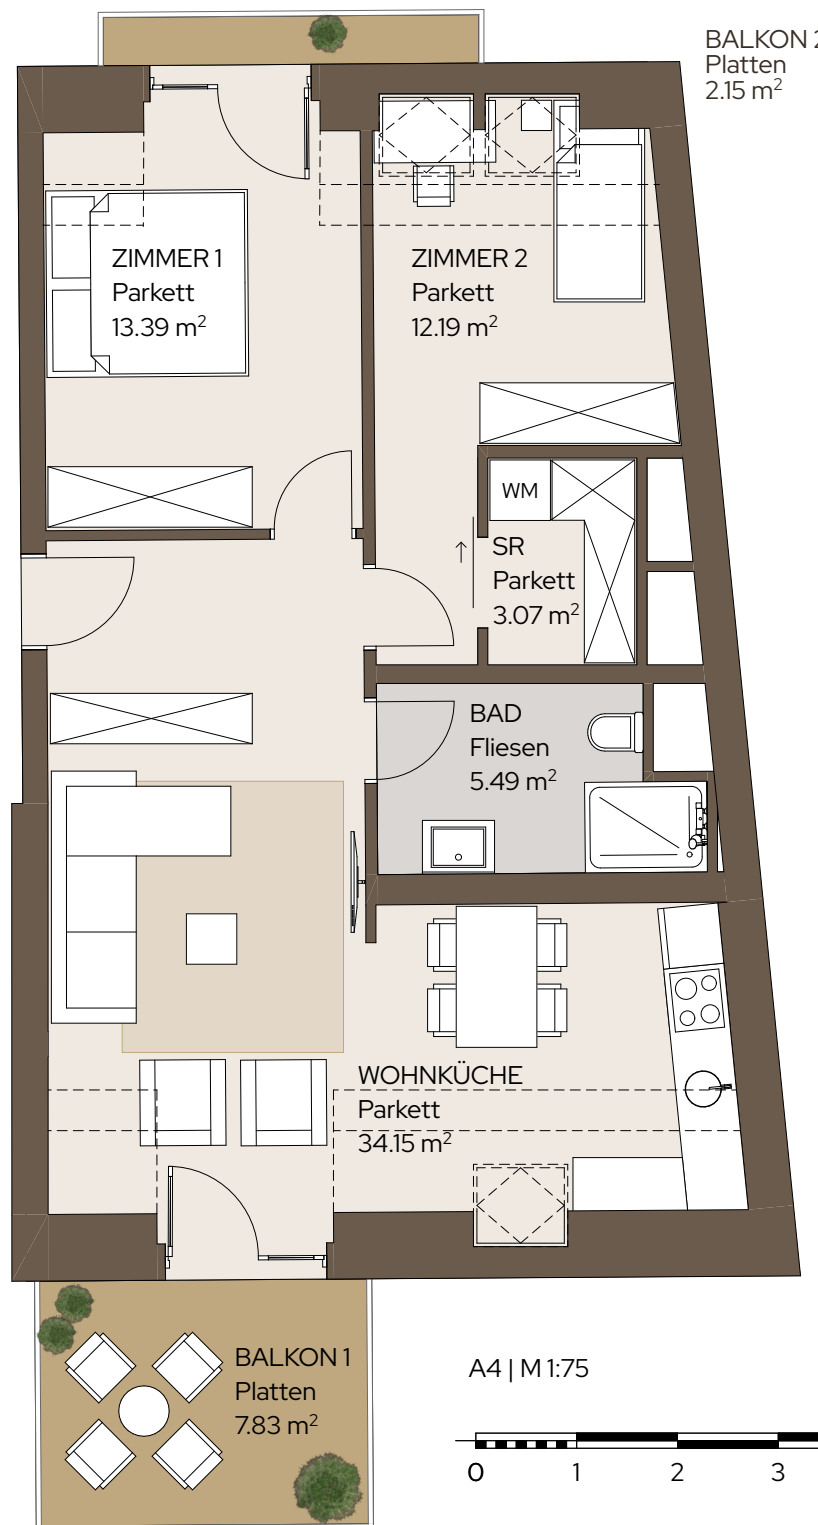 BALKON 2
Platten
2.15 m²
ZIMMER 1
Parkett
13.39 m²
ZIMMER 2
Parkett
12.19 m²
WM
SR
Parkett
3.07 m²
BAD
Fliesen
5.49 m²
WOHNKÜCHE
Parkett
34.15 m²
BALKON 1
Platten
7.83 m²
A4 | M 1:75
0 1 2 3